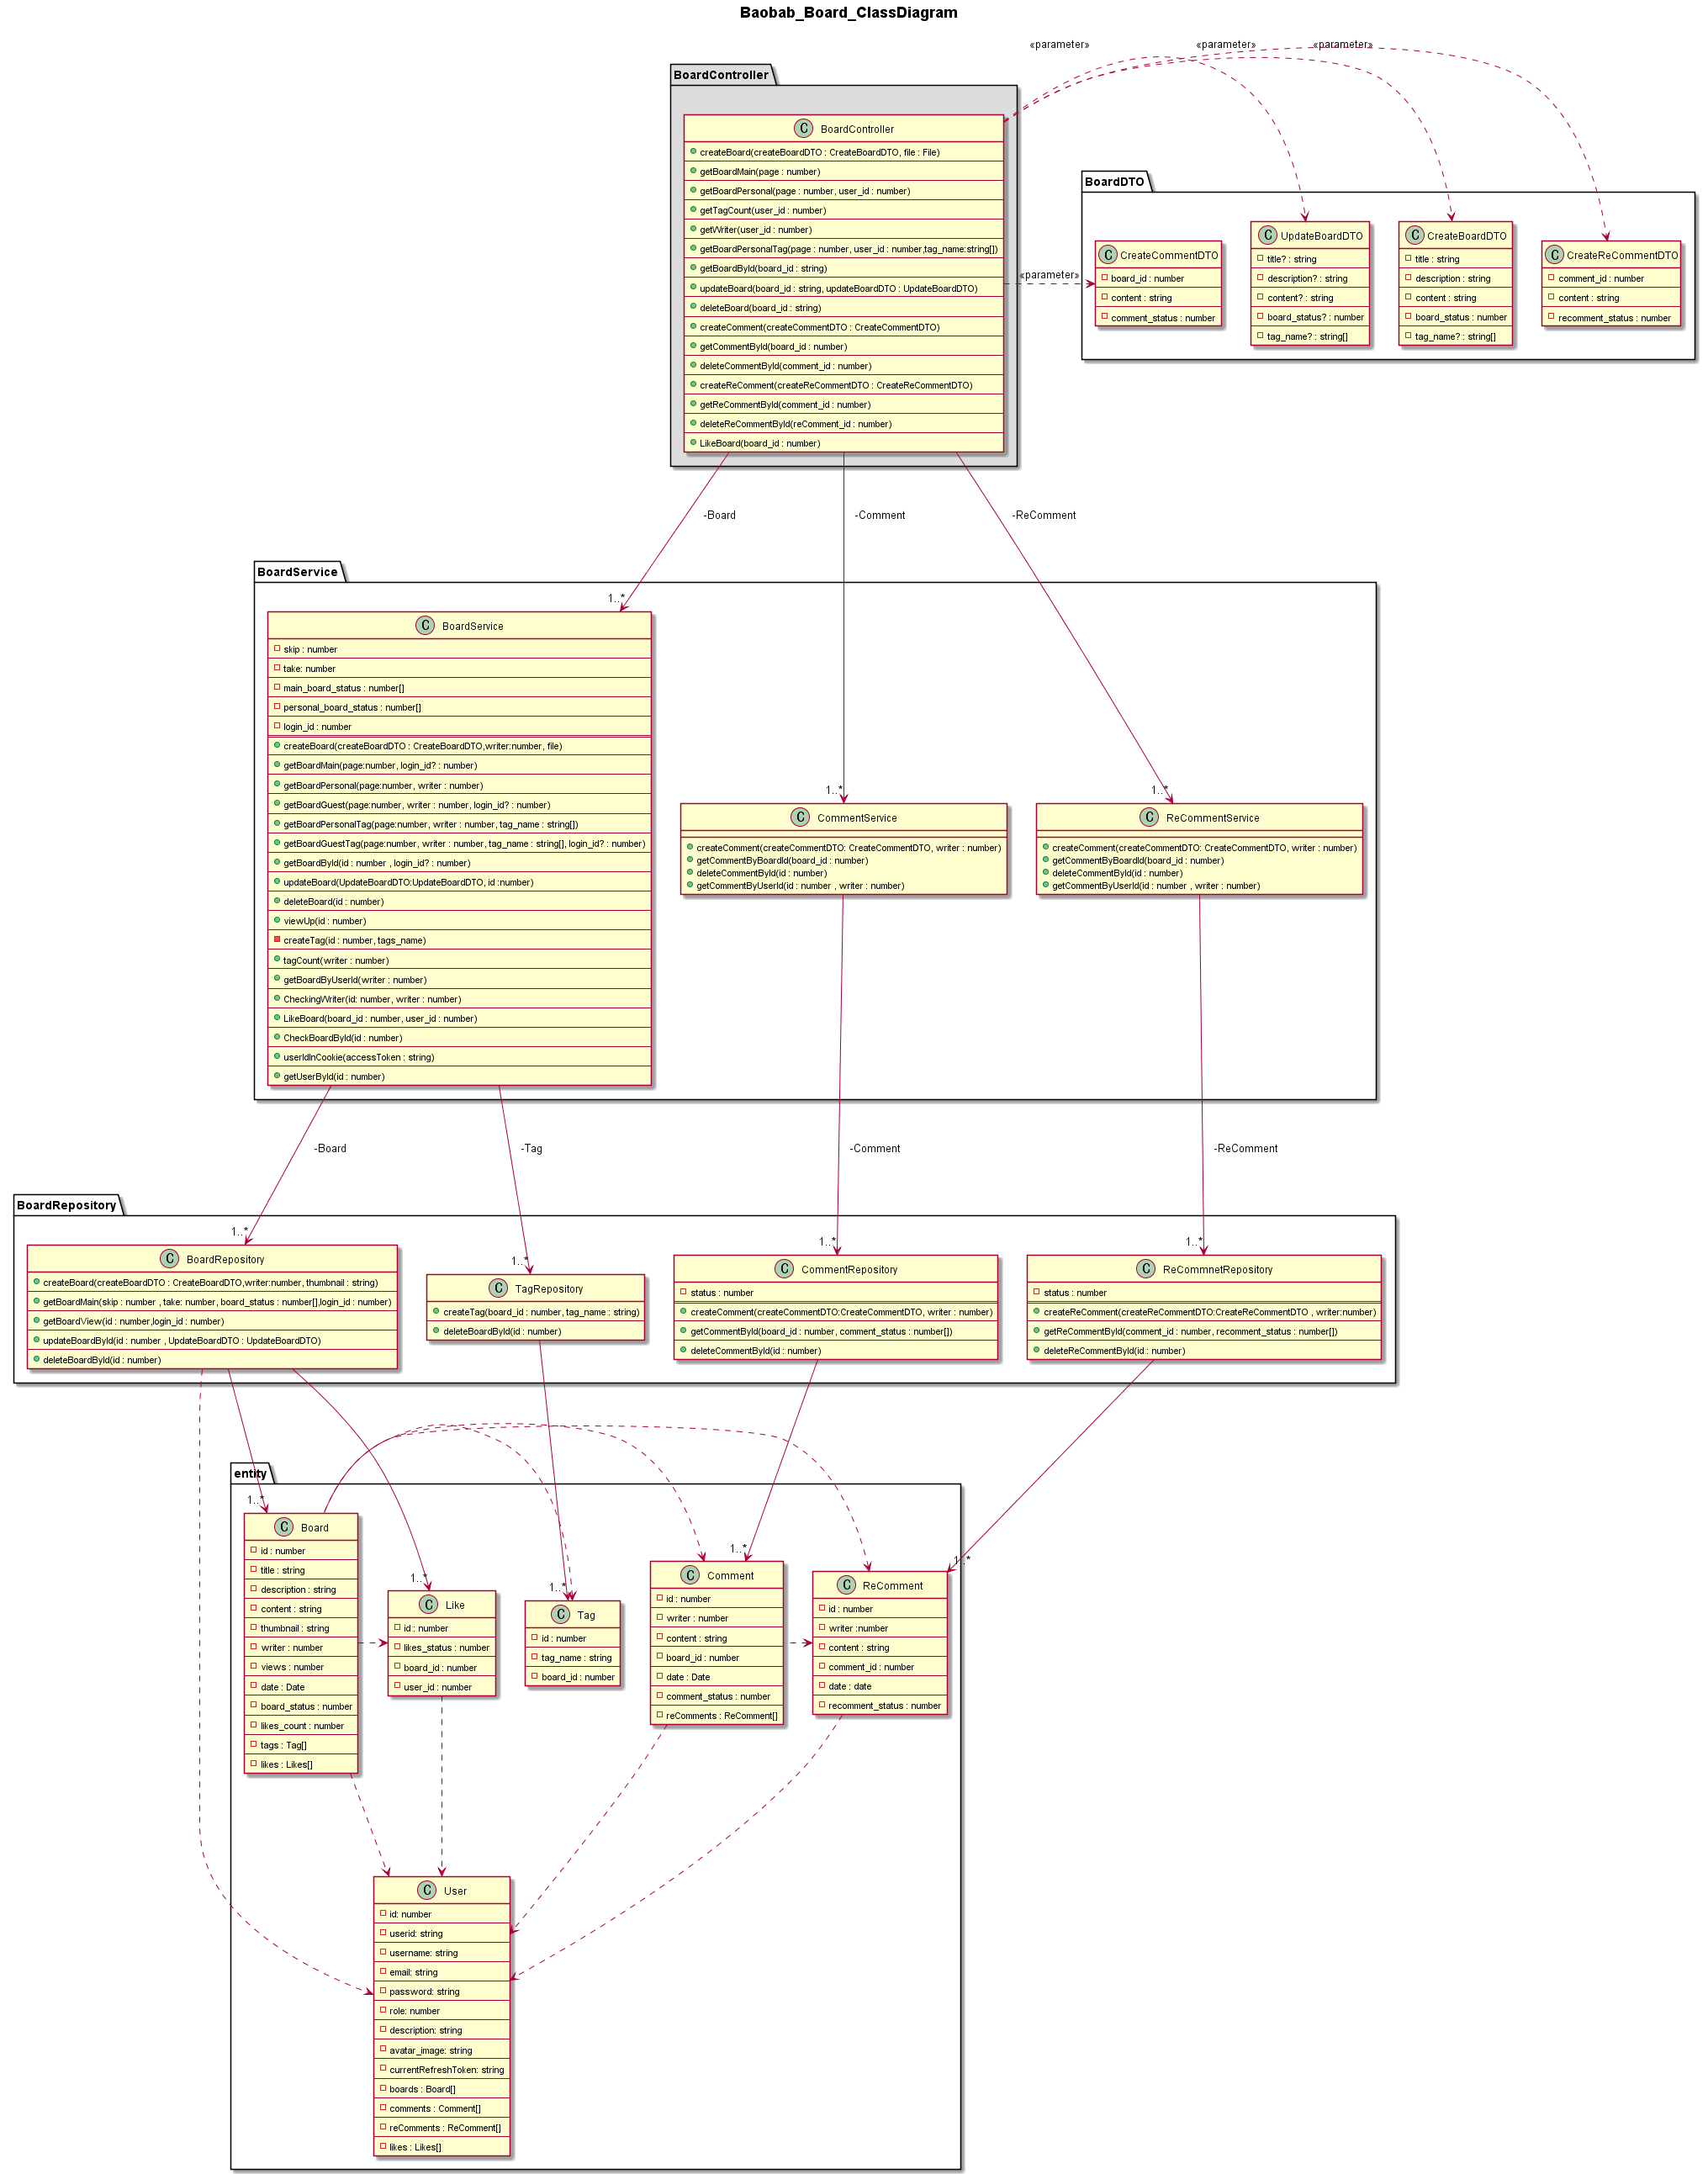 Baobab_Board_ClassDiagram
«parameter»
«parameter»
«parameter»
BoardController
C BoardController
createBoard(createBoardDTO : CreateBoardDTO, file : File)
getBoardMain(page : number)
getBoardPersonal(page : number, user_id : number)
getTagCount(user_id : number)
getWriter(user_id : number)
getBoardPersonalTag(page : number, user_id : number,tag_name:string[])
getBoardById(board_id : string)
updateBoard(board_id : string, updateBoardDTO : UpdateBoardDTO)
deleteBoard(board_id : string)
createComment(createCommentDTO : CreateCommentDTO)
getCommentById(board_id : number)
deleteCommentById(comment_id : number)
createReComment(createReCommentDTO : CreateReCommentDTO)
getReCommentById(comment_id : number)
deleteReCommentById(reComment_id : number)
LikeBoard(board_id : number)
«parameter»
BoardDTO
C CreateCommentDTO
board_id : number
content : string
comment_status : number
C UpdateBoardDTO
title? : string
description? : string
content? : string
board_status? : number
tag_name? : string[]
C CreateBoardDTO
title : string
description : string
content : string
board_status : number
tag_name? : string[]
C CreateReCommentDTO
comment_id : number
content : string
recomment_status : number
-Board
-Comment
-ReComment
BoardService
1..*
C BoardService
skip : number
take: number
main_board_status : number[]
personal_board_status : number[]
login_id : number
createBoard(createBoardDTO : CreateBoardDTO,writer:number, file)
getBoardMain(page:number, login_id? : number)
getBoardPersonal(page:number, writer : number)
getBoardGuest(page:number, writer : number, login_id? : number)
getBoardPersonalTag(page:number, writer : number, tag_name : string[])
getBoardGuestTag(page:number, writer : number, tag_name : string[], login_id? : number)
getBoardById(id : number , login_id? : number)
updateBoard(UpdateBoardDTO:UpdateBoardDTO, id :number)
deleteBoard(id : number)
viewUp(id : number)
createTag(id : number, tags_name)
tagCount(writer : number)
getBoardByUserId(writer : number)
CheckingWriter(id: number, writer : number)
LikeBoard(board_id : number, user_id : number)
CheckBoardById(id : number)
userIdInCookie(accessToken : string)
getUserById(id : number)
1..*
C CommentService
createComment(createCommentDTO: CreateCommentDTO, writer : number)
getCommentByBoardId(board_id : number)
deleteCommentById(id : number)
getCommentByUserId(id : number , writer : number)
1..*
C ReCommentService
createComment(createCommentDTO: CreateCommentDTO, writer : number)
getCommentByBoardId(board_id : number)
deleteCommentById(id : number)
getCommentByUserId(id : number , writer : number)
-Board
-Tag
-Comment
-ReComment
BoardRepository
1..*
C BoardRepository
createBoard(createBoardDTO : CreateBoardDTO,writer:number, thumbnail : string)
getBoardMain(skip : number , take: number, board_status : number[],login_id : number)
getBoardView(id : number,login_id : number)
updateBoardById(id : number , UpdateBoardDTO : UpdateBoardDTO)
deleteBoardById(id : number)
1..*
C TagRepository
createTag(board_id : number, tag_name : string)
deleteBoardById(id : number)
1..*
C CommentRepository
status : number
createComment(createCommentDTO:CreateCommentDTO, writer : number)
getCommentById(board_id : number, comment_status : number[])
deleteCommentById(id : number)
1..*
C ReCommnetRepository
status : number
createReComment(createReCommentDTO:CreateReCommentDTO , writer:number)
getReCommentById(comment_id : number, recomment_status : number[])
deleteReCommentById(id : number)
entity
1..*
C Board
id : number
title : string
description : string
content : string
thumbnail : string
writer : number
views : number
date : Date
board_status : number
likes_count : number
tags : Tag[]
likes : Likes[]
1..*
C Like
id : number
likes_status : number
board_id : number
user_id : number
1..*
C Tag
id : number
tag_name : string
board_id : number
1..*
C Comment
id : number
writer : number
content : string
board_id : number
date : Date
comment_status : number
reComments : ReComment[]
1..*
C ReComment
id : number
writer :number
content : string
comment_id : number
date : date
recomment_status : number
C User
id: number
userid: string
username: string
email: string
password: string
role: number
description: string
avatar_image: string
currentRefreshToken: string
boards : Board[]
comments : Comment[]
reComments : ReComment[]
likes : Likes[]